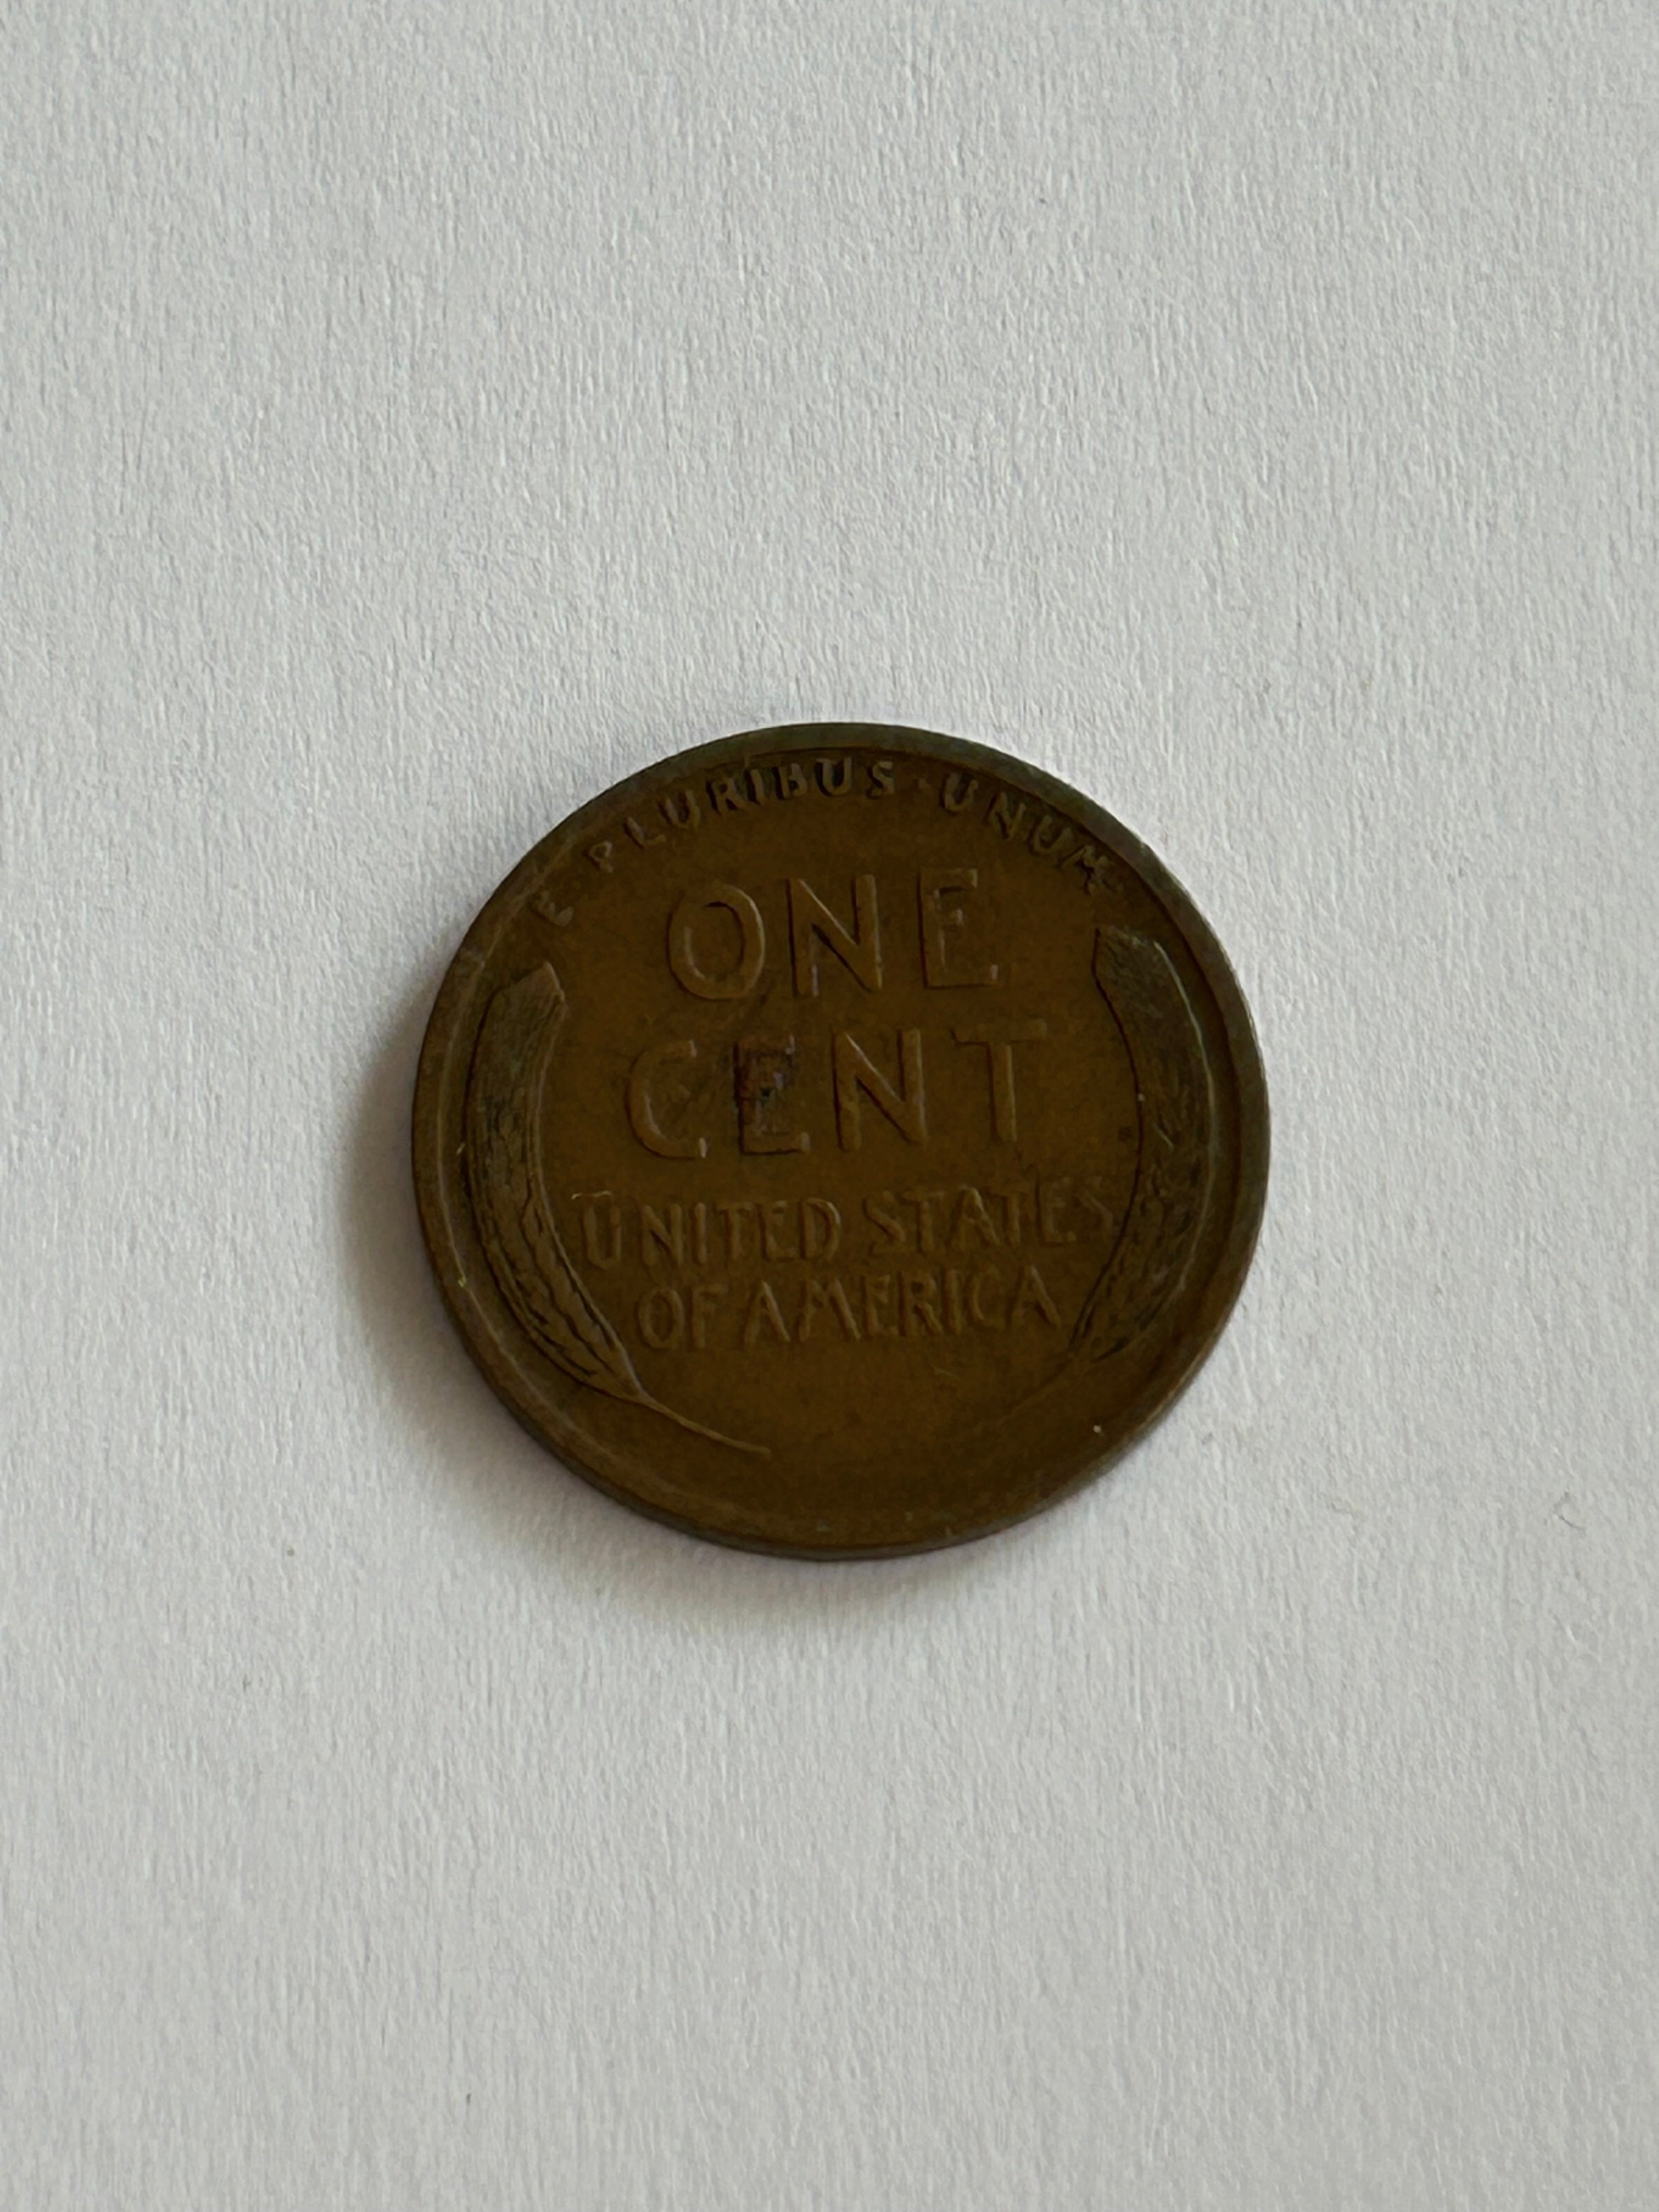 E·PLURIBUS·UNUM
ONE
CENT
UNITED STATES
OF AMERICA